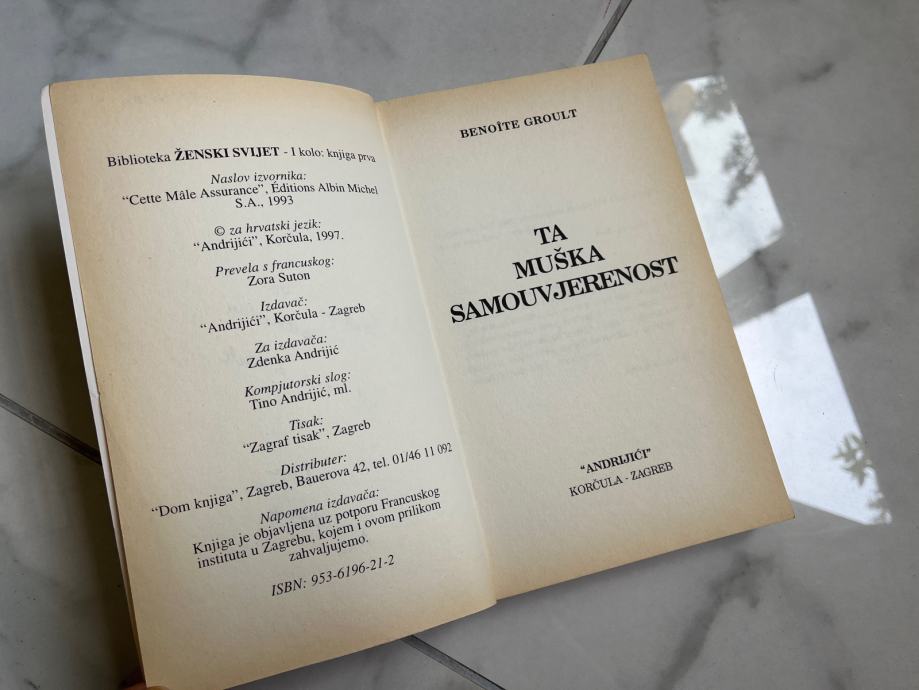 Biblioteka ŽENSKI SVIJET - I kolo: knjiga prva
Naslov izvornika:
“Cette Mâle Assurance”, Éditions Albin Michel
S.A., 1993
© za hrvatski jezik:
“Andrijići”, Korčula, 1997.
Prevela s francuskog:
Zora Suton
Izdavač:
“Andrijići”, Korčula - Zagreb
Za izdavača:
Zdenka Andrijić
Kompjutorski slog:
Tino Andrijić, ml.
Tisak:
“Zagraf tisak”, Zagreb
Distributer:
“Dom knjiga”, Zagreb, Bauerova 42, tel. 01/46 11 092
Napomena izdavača:
Knjiga je objavljena uz potporu Francuskog
instituta u Zagrebu, kojem i ovom prilikom
zahvaljujemo.
ISBN: 953-6196-21-2
BENOÎTE GROULT
TA
MUŠKA
SAMOUVJERENOST
“ANDRIJIĆI”
KORČULA - ZAGREB